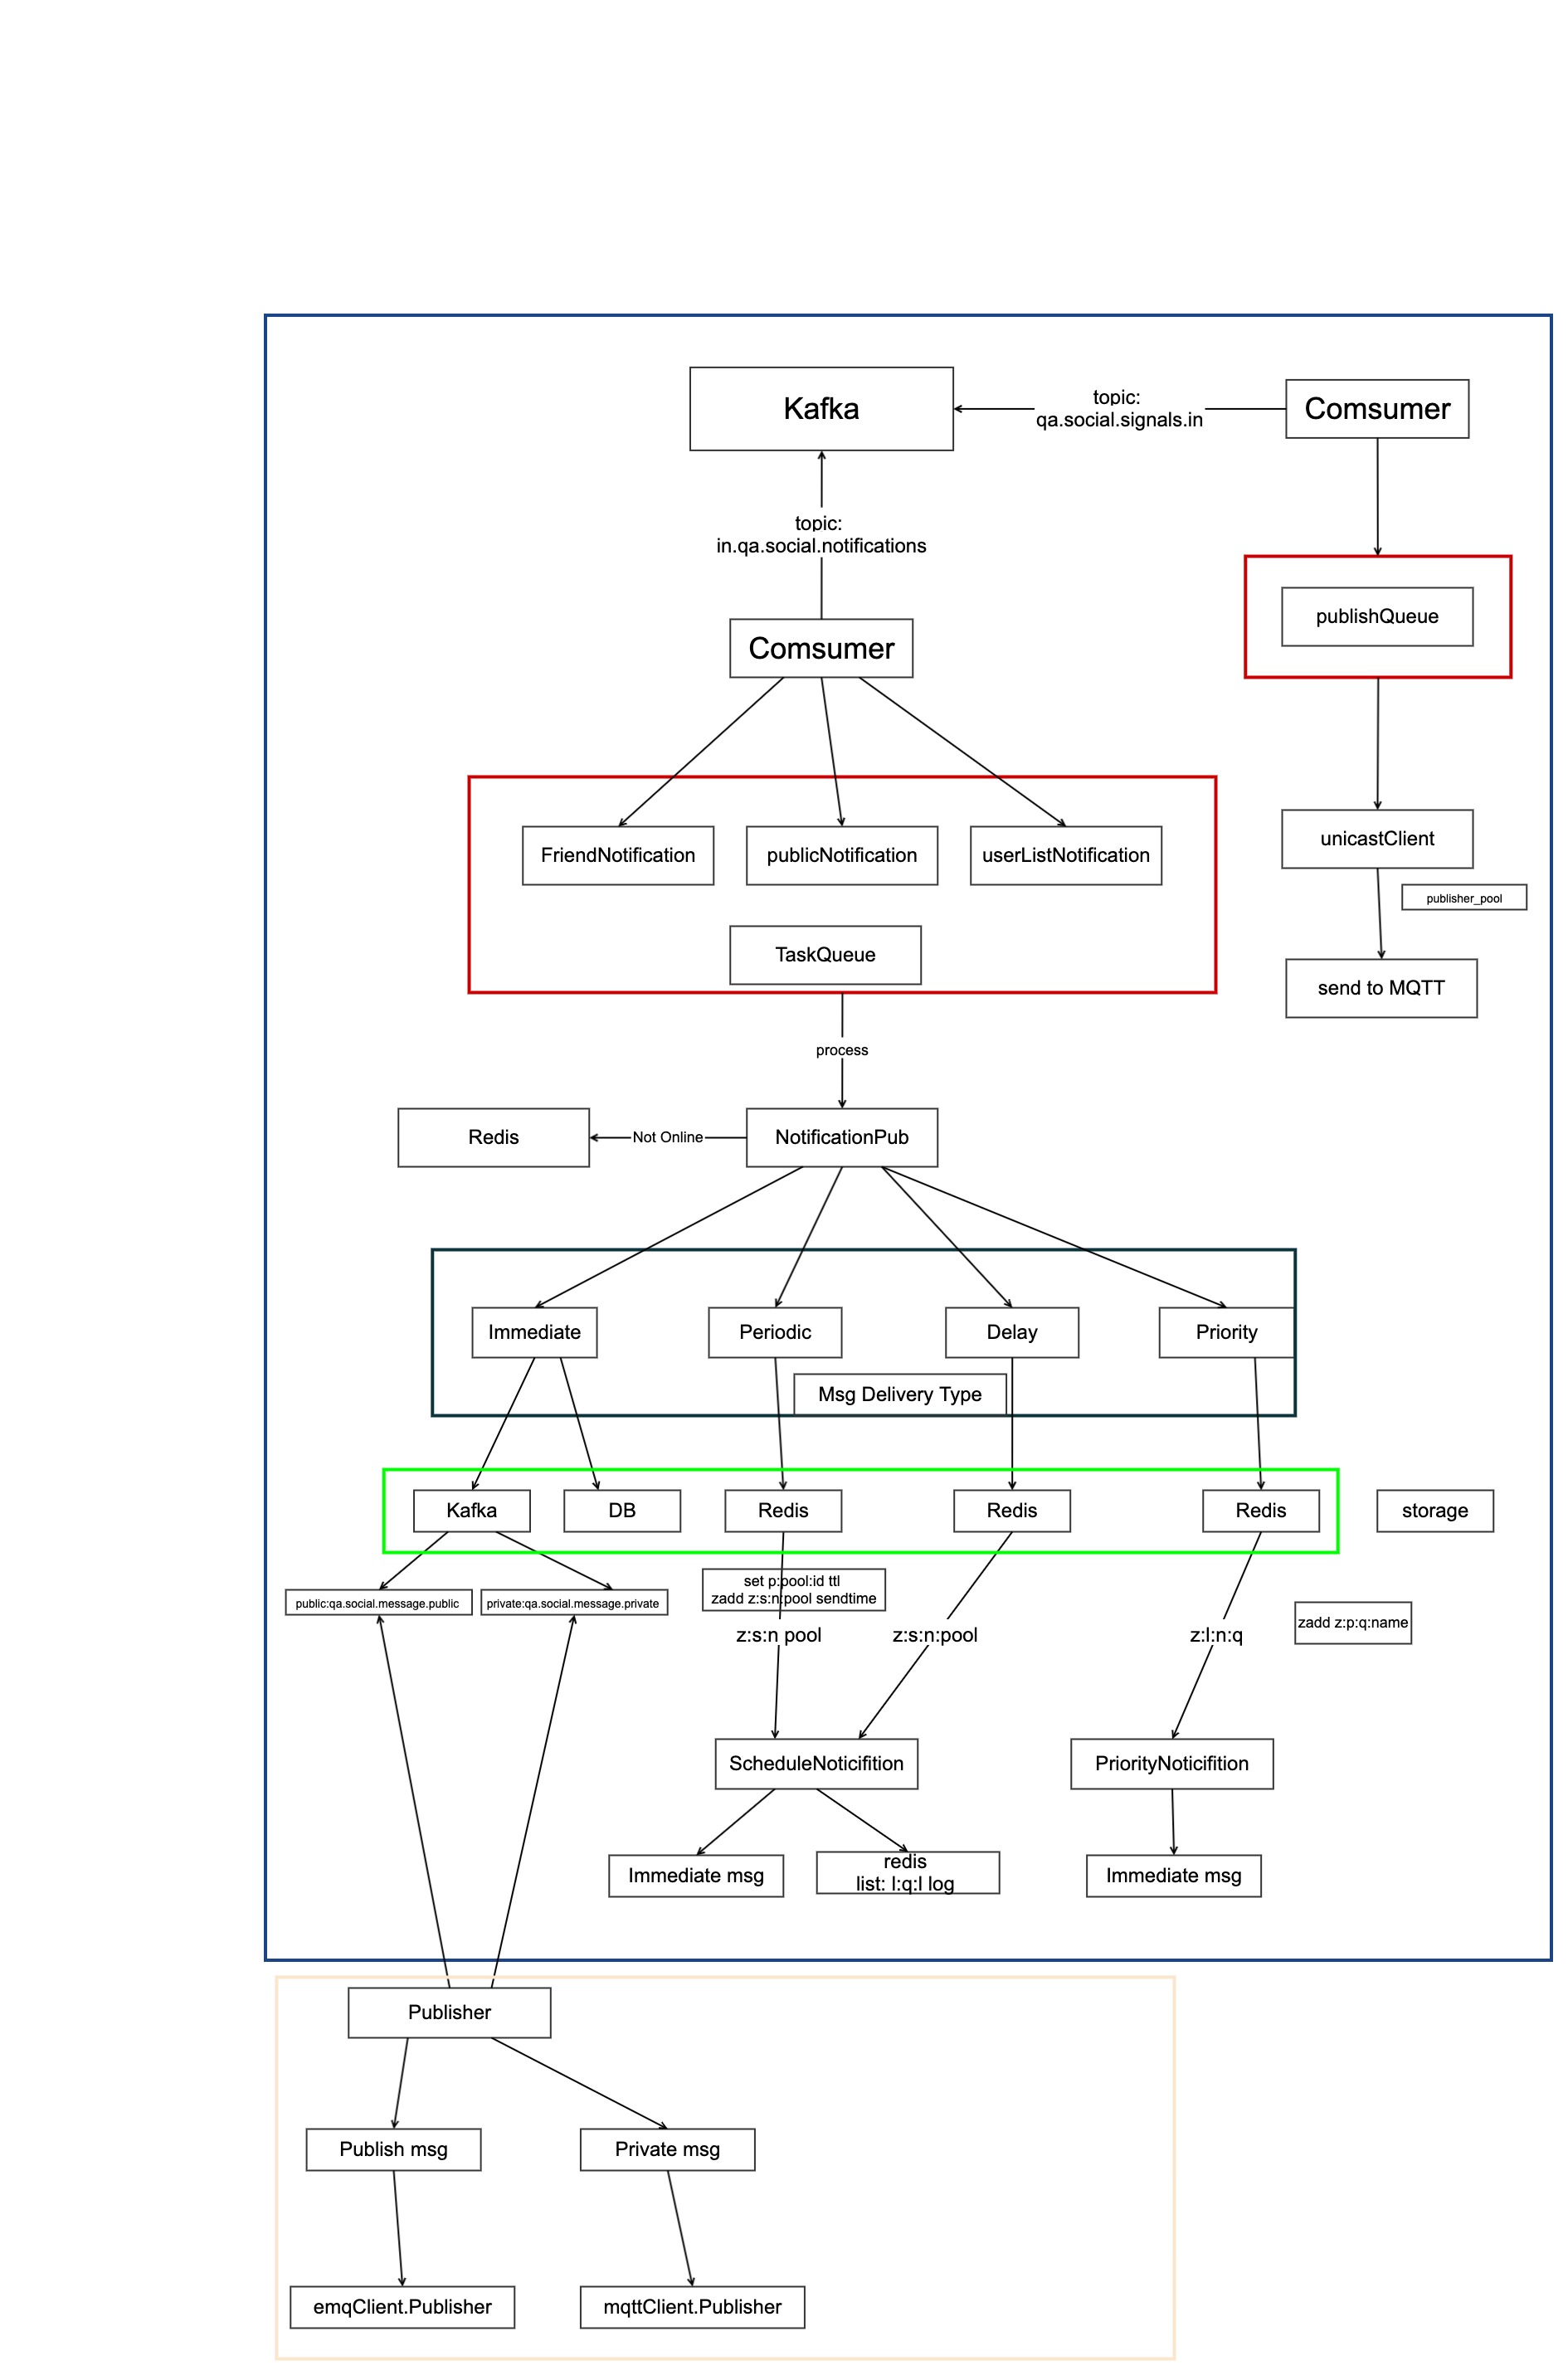 Kafka
topic:
qa.social.signals.in
Comsumer
topic:
in.qa.social.notifications
publishQueue
Comsumer
unicastClient
FriendNotification
publicNotification
userListNotification
publisher_pool
TaskQueue
send to MQTT
process
Redis
Not Online
NotificationPub
Immediate
Periodic
Delay
Priority
Msg Delivery Type
Kafka
DB
Redis
Redis
Redis
storage
set p:pool:id ttl
zadd z:s:n:pool sendtime
public:qa.social.message.public
private:qa.social.message.private
zadd z:p:q:name
z:s:n pool
z:s:n:pool
z:l:n:q
ScheduleNoticifition
PriorityNoticifition
Immediate msg
redis
list: l:q:l log
Immediate msg
Publisher
Publish msg
Private msg
emqClient.Publisher
mqttClient.Publisher